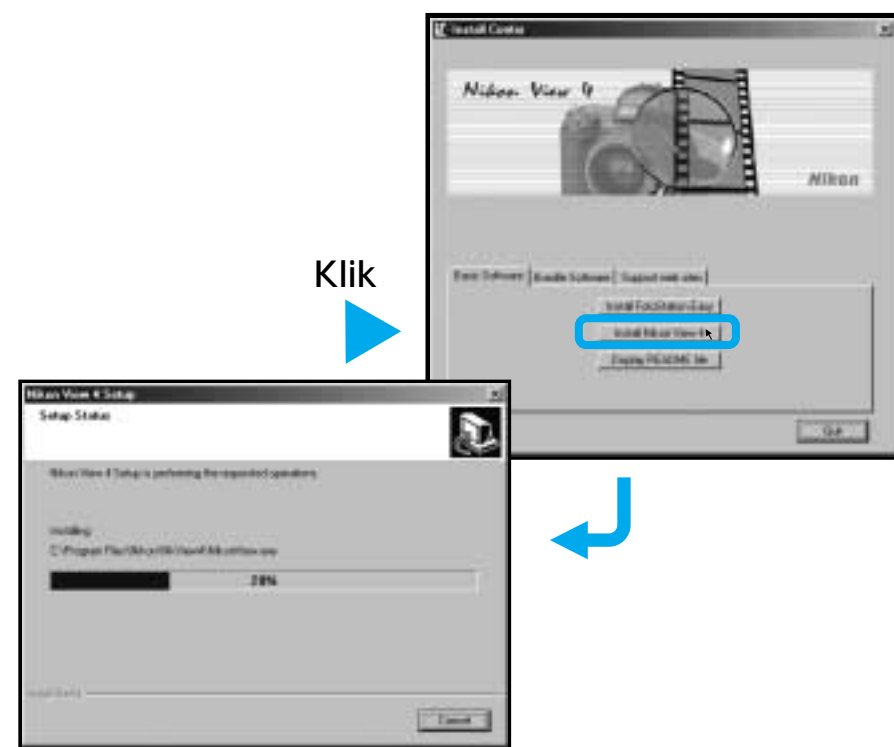 Install Center
Nikon View 4
Nikon
Basic Software Bundle Software Support web sites
Klik
Install FotoStation Easy
Install Nikon View 4
Display README file
Quit
Nikon View 4 Setup
Setup Status
Nikon View 4 Setup is performing the requested operations.
Installing:
28%
Cancel